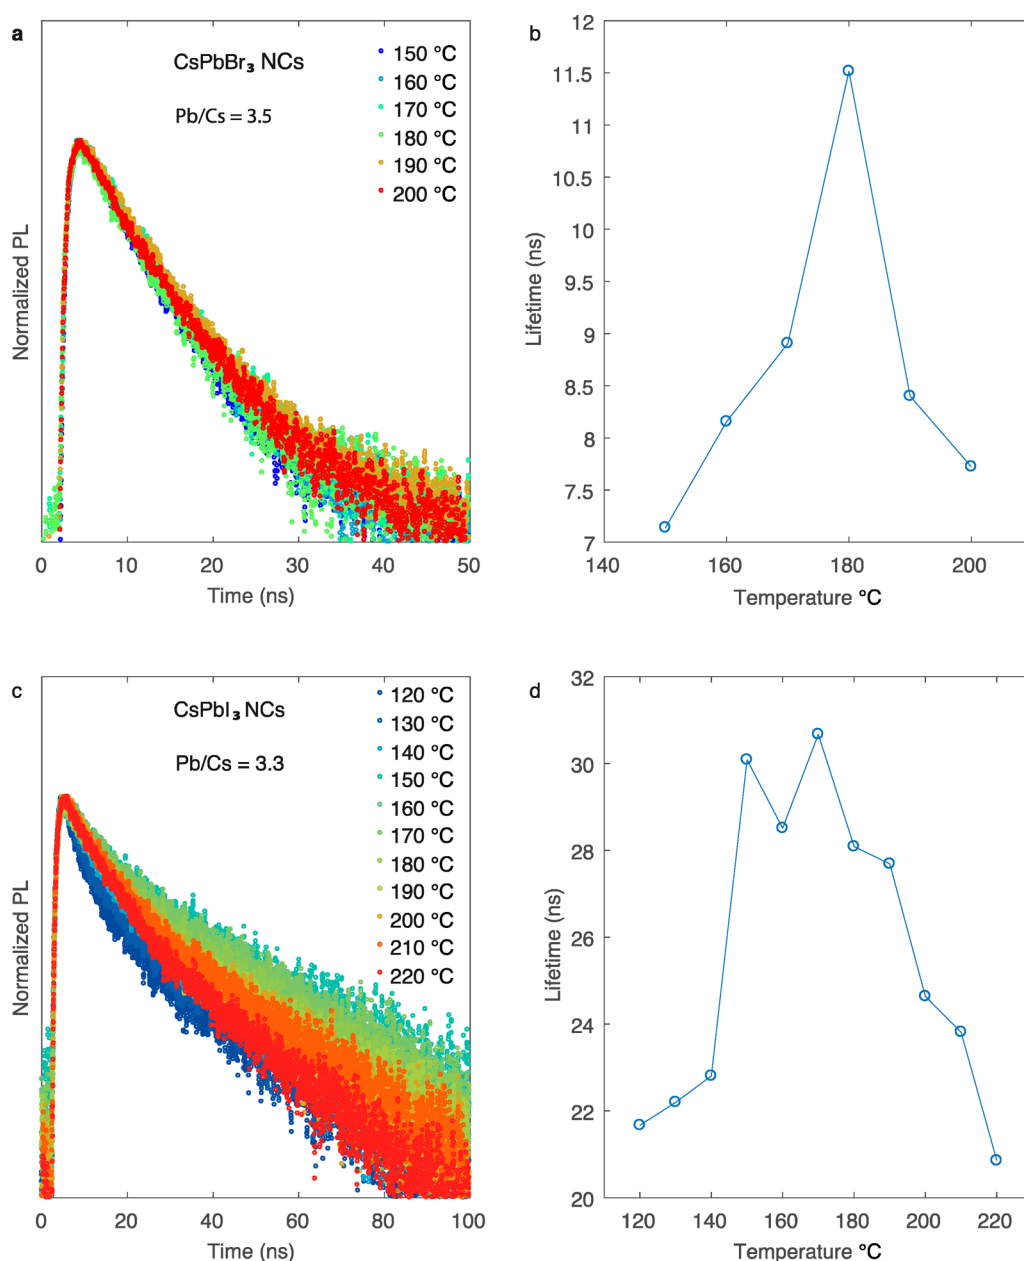 a
CsPbBr₃ NCs
Pb/Cs = 3.5
150 °C
160 °C
170 °C
180 °C
190 °C
200 °C
Normalized PL
0 10 20 30 40 50
Time (ns)
b
12
11.5
11
10.5
10
9.5
9
8.5
8
7.5
7
Lifetime (ns)
140 160 180 200
Temperature °C
c
CsPbI₃ NCs
Pb/Cs = 3.3
120 °C
130 °C
140 °C
150 °C
160 °C
170 °C
180 °C
190 °C
200 °C
210 °C
220 °C
Normalized PL
0 20 40 60 80 100
Time (ns)
d
32
30
28
26
24
22
20
Lifetime (ns)
120 140 160 180 200 220
Temperature °C